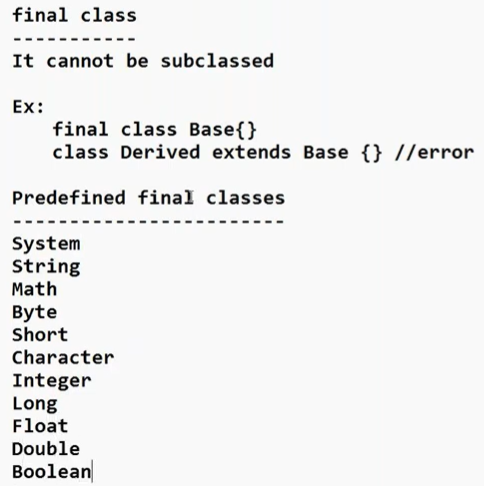 final class
-----------
It cannot be subclassed
Ex:
final class Base{}
class Derived extends Base {} //error
Predefined final classes
------------------------
System
String
Math
Byte
Short
Character
Integer
Long
Float
Double
Boolean